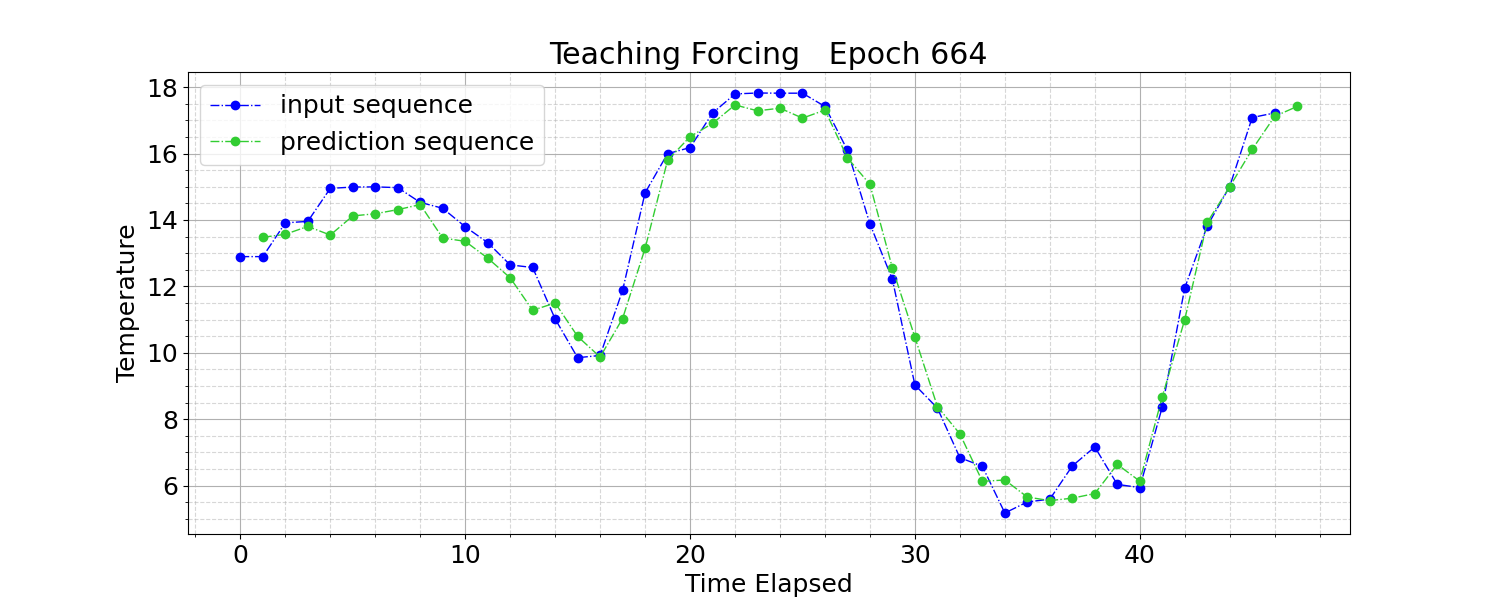 Teaching Forcing   Epoch 664
18
16
14
12
10
8
6
Temperature
input sequence
prediction sequence
0 10 20 30 40
Time Elapsed